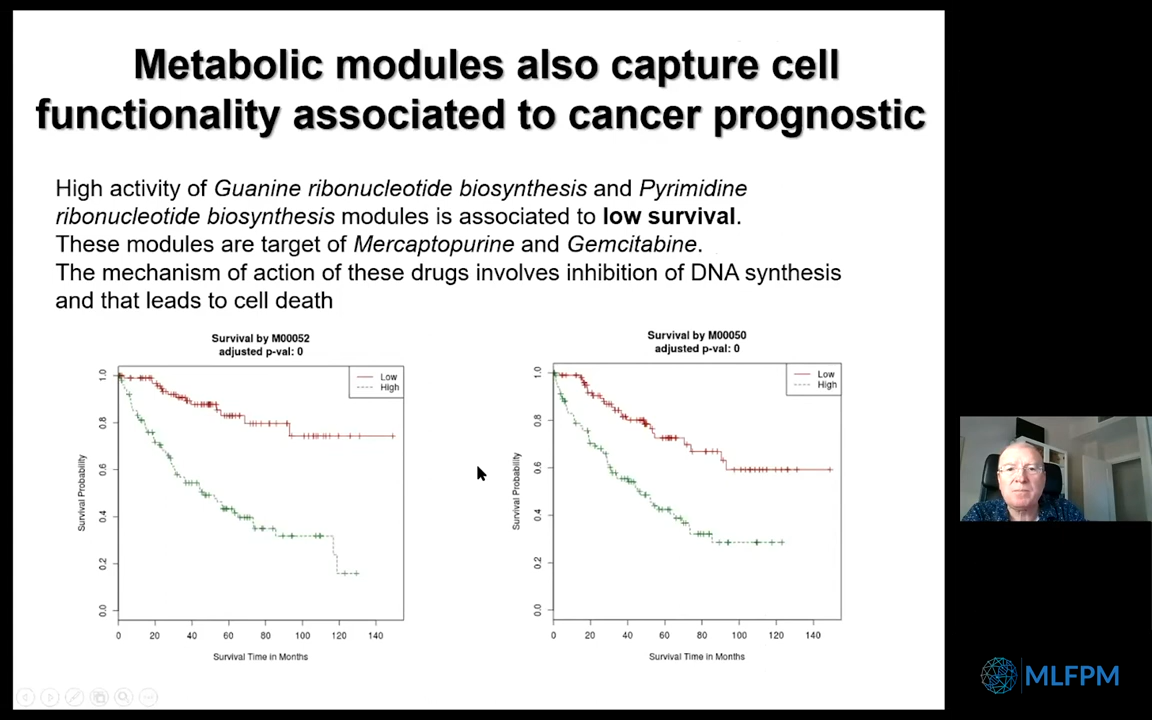 Metabolic modules also capture cell
functionality associated to cancer prognostic
High activity of Guanine ribonucleotide biosynthesis and Pyrimidine
ribonucleotide biosynthesis modules is associated to low survival.
These modules are target of Mercaptopurine and Gemcitabine.
The mechanism of action of these drugs involves inhibition of DNA synthesis
and that leads to cell death
Survival by M00052
adjusted p-val: 0
Low
High
Survival Probability
1.0
0.8
0.6
0.4
0.2
0.0
0 20 40 60 80 100 120 140
Survival Time in Months
Survival by M00050
adjusted p-val: 0
Low
High
Survival Probability
1.0
0.8
0.6
0.4
0.2
0.0
0 20 40 60 80 100 120 140
Survival Time in Months
MLFPM